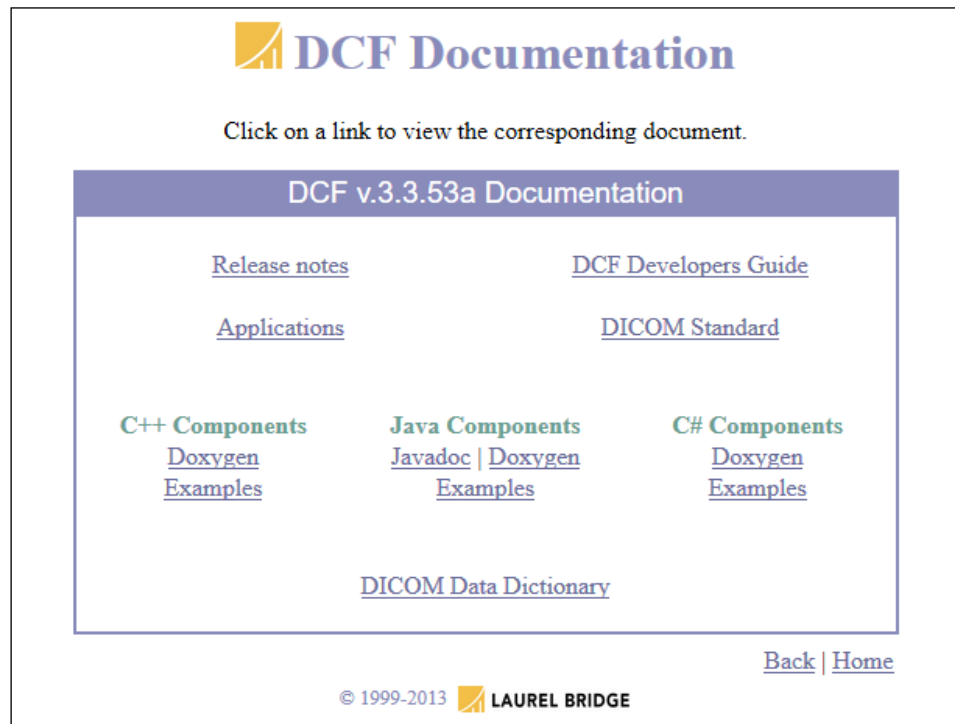 DCF Documentation
Click on a link to view the corresponding document.
DCF v.3.3.53a Documentation
Release notes DCF Developers Guide
Applications DICOM Standard
C++ Components Java Components C# Components
Doxygen Javadoc | Doxygen Doxygen
Examples Examples Examples
DICOM Data Dictionary
Back | Home
© 1999-2013 LAUREL BRIDGE